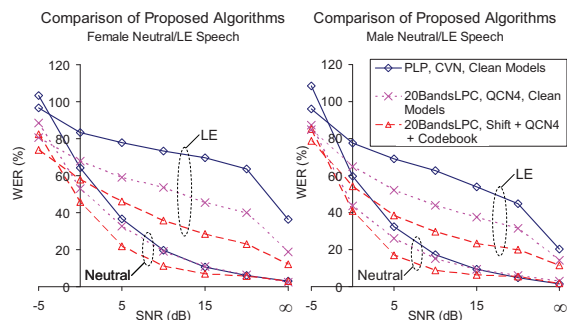 Comparison of Proposed Algorithms
Female Neutral/LE Speech
WER (%)
120
100
80
60
40
20
0
-5
5
15
∞
SNR (dB)
LE
Neutral
Comparison of Proposed Algorithms
Male Neutral/LE Speech
WER (%)
120
100
80
60
40
20
0
-5
5
15
∞
SNR (dB)
PLP, CVN, Clean Models
20BandsLPC, QCN4, Clean
Models
20BandsLPC, Shift + QCN4
+ Codebook
LE
Neutral